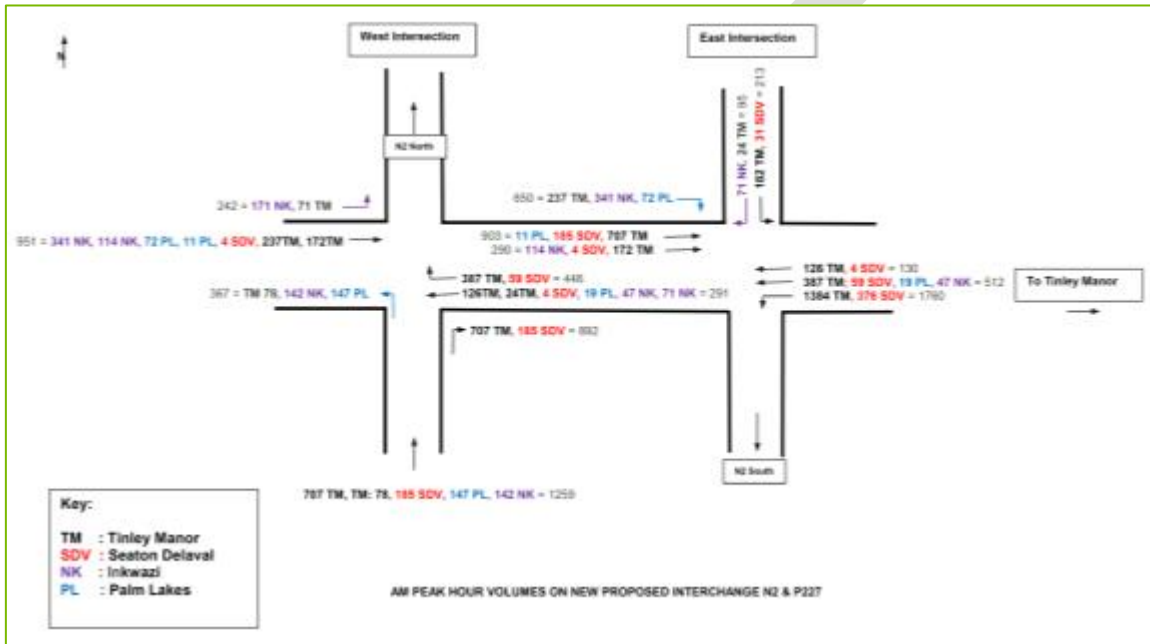 West Intersection
East Intersection
N
N2 North
71 NK, 24 TM = 95
182 TM, 31 SDV = 213
242 = 171 NK, 71 TM
650 = 237 TM, 341 NK, 72 PL
951 = 341 NK, 114 NK, 72 PL, 11 PL, 4 SDV, 237TM, 172TM
903 = 11 PL, 185 SDV, 707 TM
290 = 114 NK, 4 SDV, 172 TM
387 TM, 59 SDV = 446
126 TM, 4 SDV = 130
367 = TM 78, 142 NK, 147 PL
126TM, 24TM, 4 SDV, 19 PL, 47 NK, 71 NK = 291
387 TM; 59 SDV, 19 PL, 47 NK = 512
To Tinley Manor
1384 TM, 376 SDV = 1760
707 TM, 185 SDV = 892
N2 South
707 TM, TM: 78, 185 SDV, 147 PL, 142 NK = 1259
Key:
TM : Tinley Manor
SDV : Seaton Delaval
NK : Inkwazi
PL : Palm Lakes
AM PEAK HOUR VOLUMES ON NEW PROPOSED INTERCHANGE N2 & P227